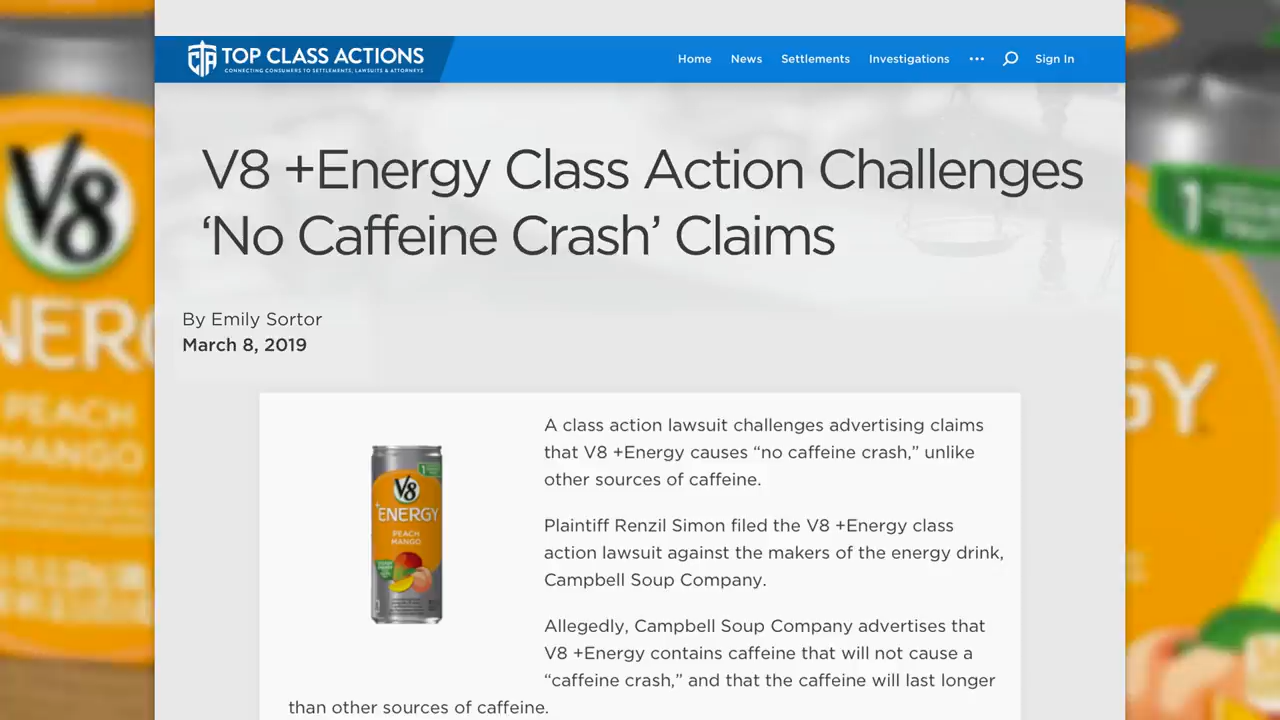 TOP CLASS ACTIONS
CONNECTING CONSUMERS TO SETTLEMENTS, LAWSUITS & ATTORNEYS
Home News Settlements Investigations ••• Sign In
V8 +Energy Class Action Challenges
‘No Caffeine Crash’ Claims
By Emily Sortor
March 8, 2019
A class action lawsuit challenges advertising claims
that V8 +Energy causes “no caffeine crash,” unlike
other sources of caffeine.
Plaintiff Renzil Simon filed the V8 +Energy class
action lawsuit against the makers of the energy drink,
Campbell Soup Company.
Allegedly, Campbell Soup Company advertises that
V8 +Energy contains caffeine that will not cause a
“caffeine crash,” and that the caffeine will last longer
than other sources of caffeine.
V8
+ENERGY
PEACH
MANGO
V8
NERG
PEACH
MANGO
1
GY